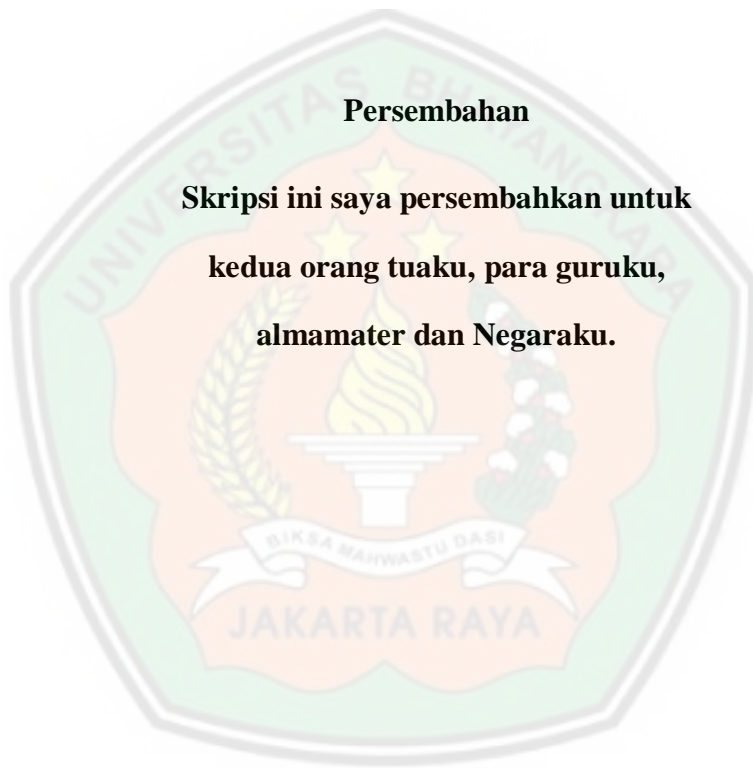 UNIVERSITAS BHAYANGKARA
Persembahan
Skripsi ini saya persembahkan untuk
kedua orang tuaku, para guruku,
almamater dan Negaraku.
BIKSA MAHWASTU DASI
JAKARTA RAYA